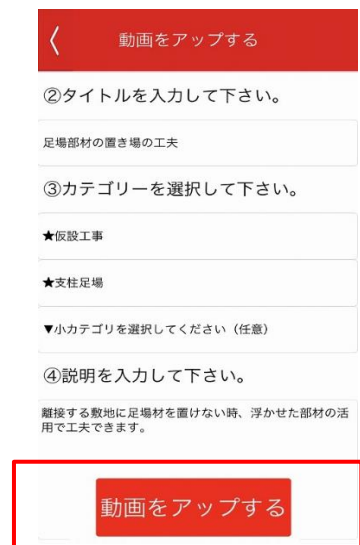 動画をアップする
②タイトルを入力して下さい。
足場部材の置き場の工夫
③カテゴリーを選択して下さい。
★仮設工事
★支柱足場
▼小カテゴリを選択してください（任意）
④説明を入力して下さい。
離接する敷地に足場材を置けない時、浮かせた部材の活
用で工夫できます。
動画をアップする